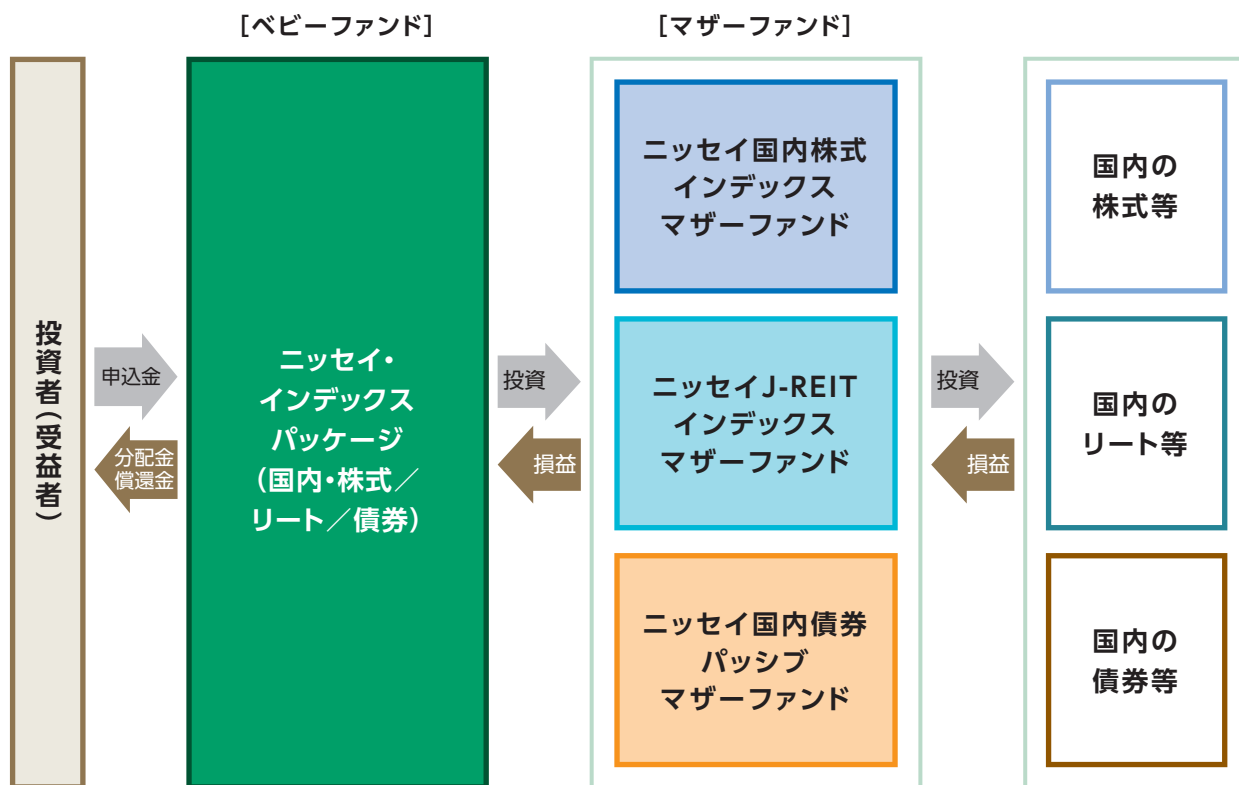 ［ベビーファンド］
［マザーファンド］
投資者（受益者）
申込金
分配金
償還金
ニッセイ・
インデックス
パッケージ
（国内・株式／
リート／債券）
投資
損益
ニッセイ国内株式
インデックス
マザーファンド
ニッセイJ-REIT
インデックス
マザーファンド
ニッセイ国内債券
パッシブ
マザーファンド
投資
損益
国内の
株式等
国内の
リート等
国内の
債券等